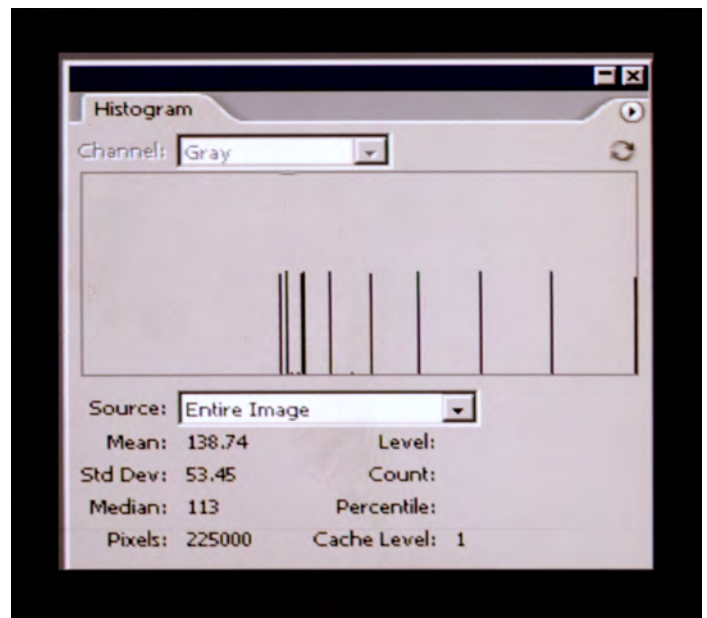 Histogram
Channel: Gray
Source: Entire Image
Mean: 138.74 Level:
Std Dev: 53.45 Count:
Median: 113 Percentile:
Pixels: 225000 Cache Level: 1